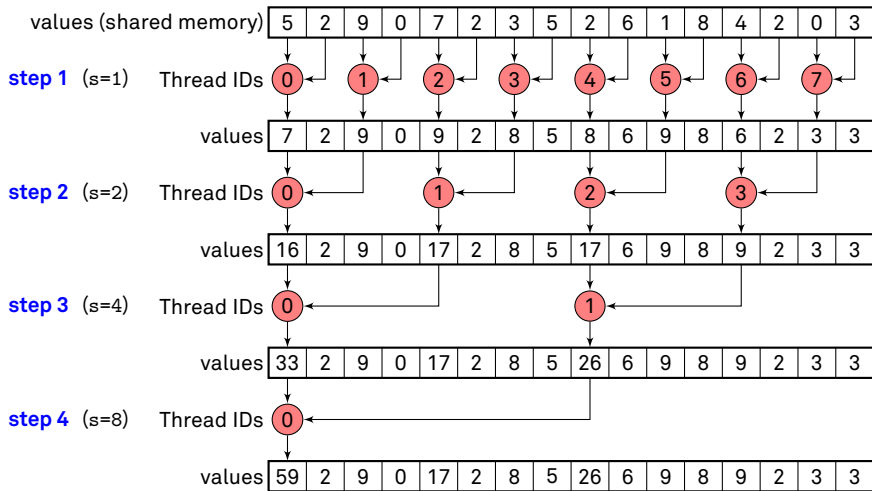 values (shared memory) 5 2 9 0 7 2 3 5 2 6 1 8 4 2 0 3
step 1 (s=1) Thread IDs 0 1 2 3 4 5 6 7
values 7 2 9 0 9 2 8 5 8 6 9 8 6 2 3 3
step 2 (s=2) Thread IDs 0 1 2 3
values 16 2 9 0 17 2 8 5 17 6 9 8 9 2 3 3
step 3 (s=4) Thread IDs 0 1
values 33 2 9 0 17 2 8 5 26 6 9 8 9 2 3 3
step 4 (s=8) Thread IDs 0
values 59 2 9 0 17 2 8 5 26 6 9 8 9 2 3 3